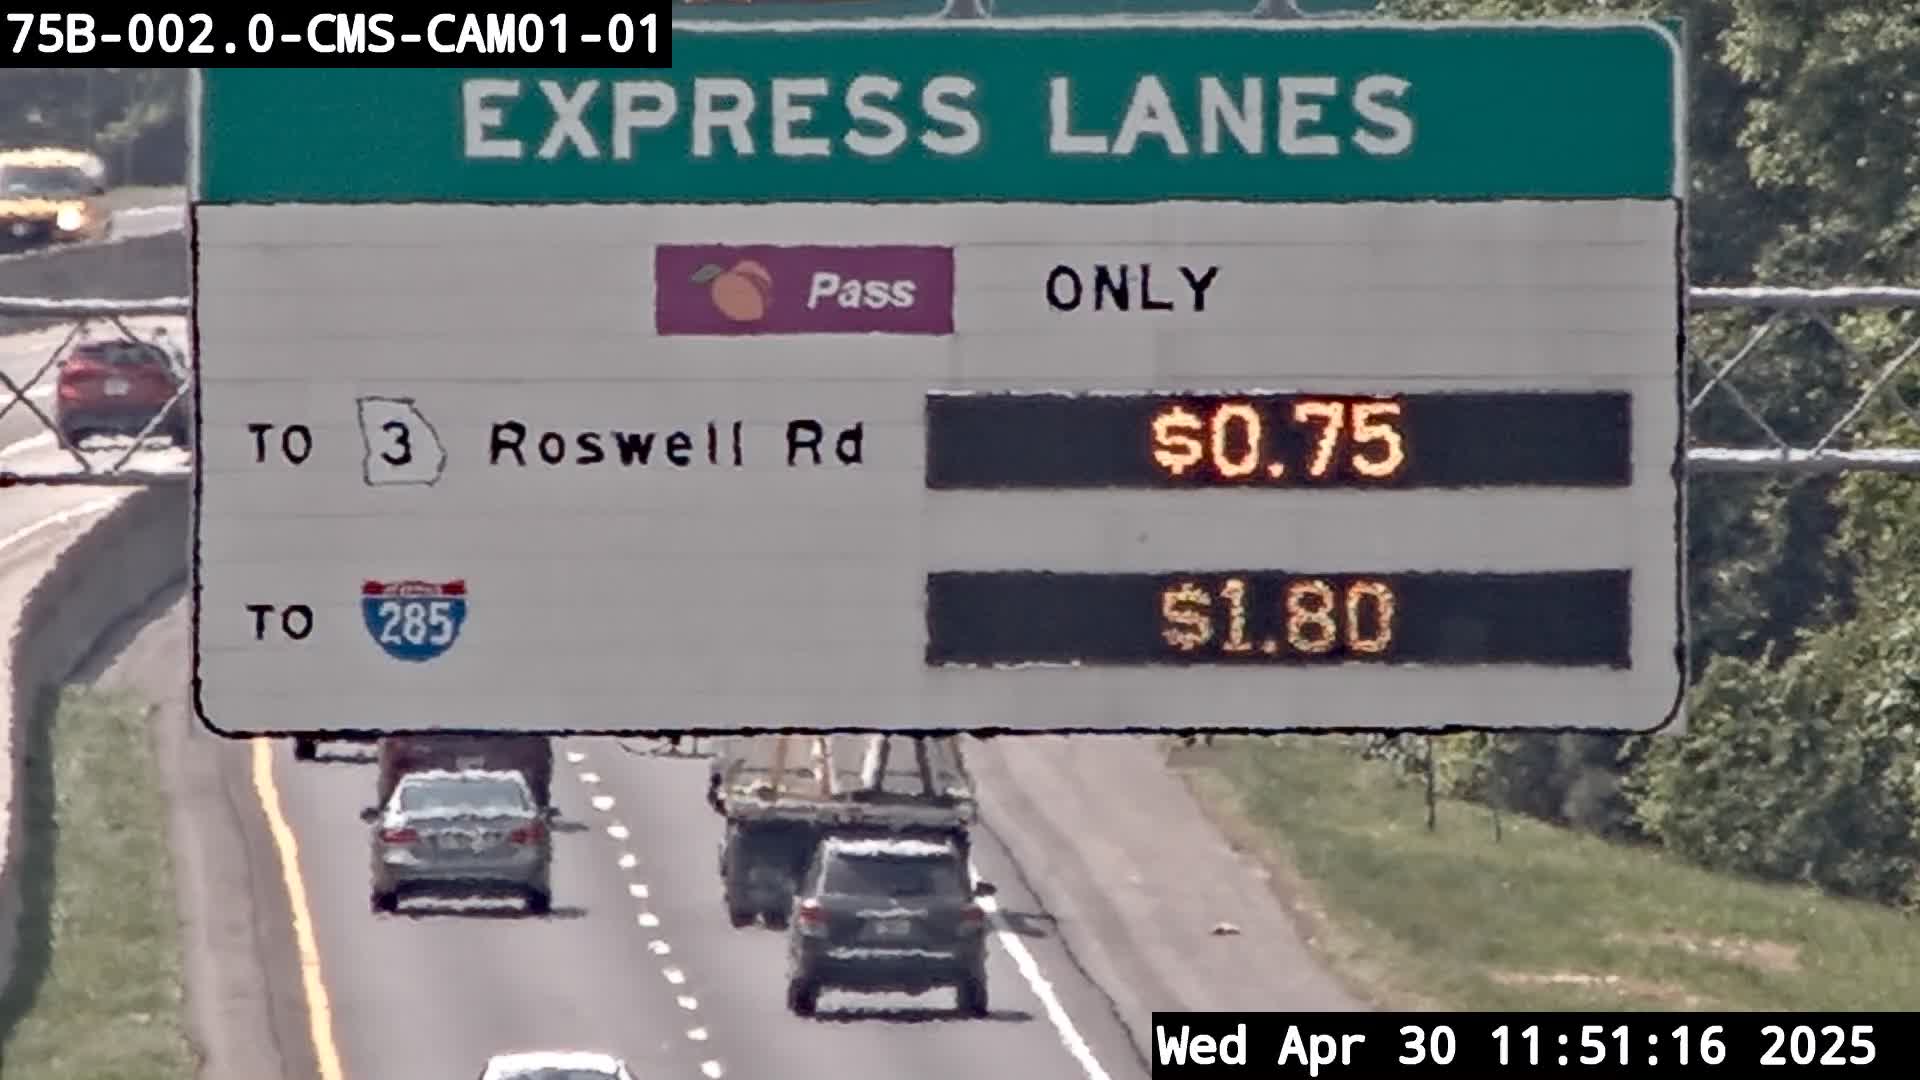 75B-002.0-CMS-CAM01-01
EXPRESS LANES
Pass ONLY
TO 3 Roswell Rd $0.75
TO 285 $1.80
Wed Apr 30 11:51:16 2025